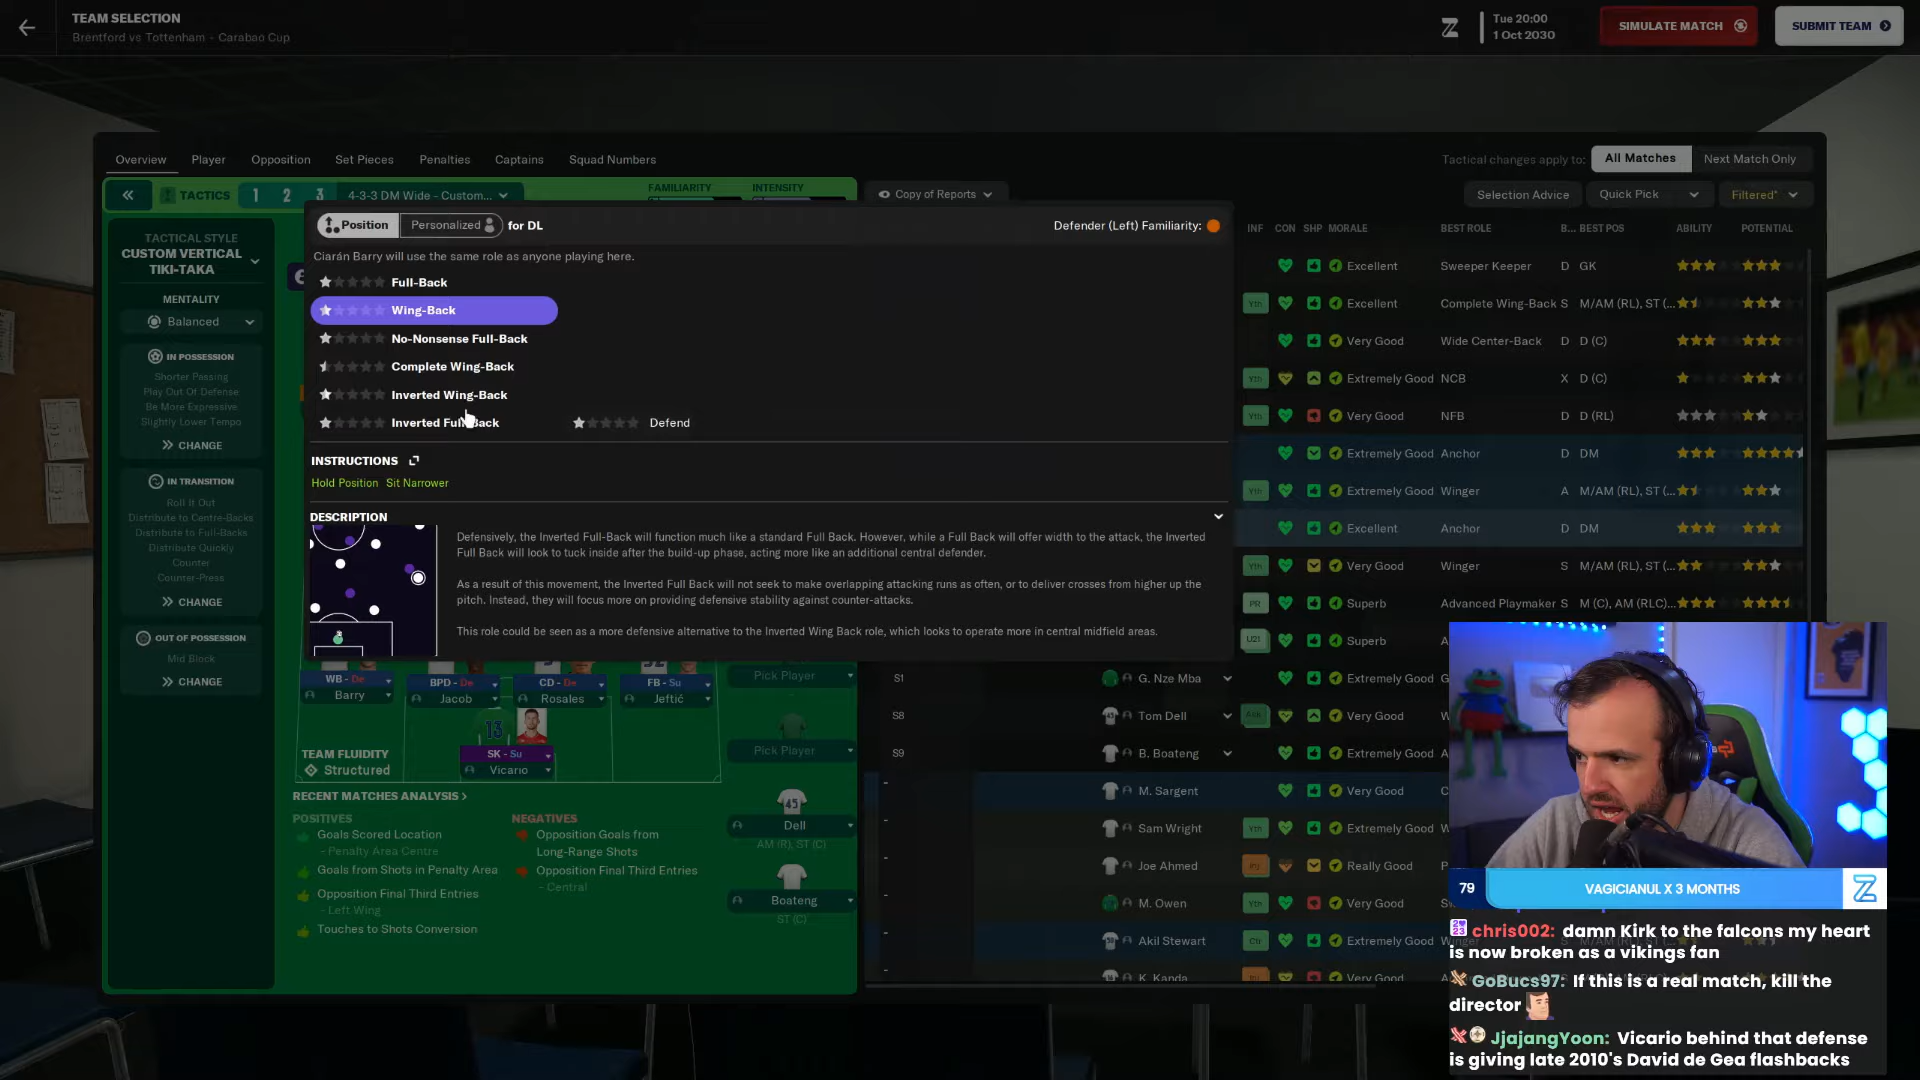 TEAM SELECTION
Brentford vs Tottenham - Carabao Cup
Tue 20:00
1 Oct 2030
SIMULATE MATCH
SUBMIT TEAM
Overview Player Opposition Set Pieces Penalties Captains Squad Numbers
Tactical changes apply to: All Matches Next Match Only
TACTICS 1 2 3 4-3-3 DM Wide - Custom...
FAMILIARITY INTENSITY
Copy of Reports
Selection Advice Quick Pick Filtered*
TACTICAL STYLE
CUSTOM VERTICAL
TIKI-TAKA
MENTALITY
Balanced
IN POSSESSION
Shorter Passing
Play Out Of Defense
Be More Expressive
Slightly Lower Tempo
CHANGE
IN TRANSITION
Roll It Out
Distribute to Centre-Backs
Distribute to Full-Backs
Distribute Quickly
Counter
Counter-Press
CHANGE
OUT OF POSSESSION
Mid Block
CHANGE
Position Personalized for DL
Defender (Left) Familiarity:
Ciarán Barry will use the same role as anyone playing here.
Full-Back
Wing-Back
No-Nonsense Full-Back
Complete Wing-Back
Inverted Wing-Back
Inverted Full-Back Defend
INSTRUCTIONS
Hold Position Sit Narrower
DESCRIPTION
Defensively, the Inverted Full-Back will function much like a standard Full Back. However, while a Full Back will offer width to the attack, the Inverted
Full Back will look to tuck inside after the build-up phase, acting more like an additional central defender.
As a result of this movement, the Inverted Full Back will not seek to make overlapping attacking runs as often, or to deliver crosses from higher up the
pitch. Instead, they will focus more on providing defensive stability against counter-attacks.
This role could be seen as a more defensive alternative to the Inverted Wing Back role, which looks to operate more in central midfield areas.
INF CON SHP MORALE BEST ROLE B... BEST POS ABILITY POTENTIAL
Excellent Sweeper Keeper D GK
Yth Excellent Complete Wing-Back S M/AM (RL), ST (...
Very Good Wide Center-Back D D (C)
Yth Extremely Good NCB X D (C)
Yth Very Good NFB D D (RL)
Extremely Good Anchor D DM
Yth Extremely Good Winger A M/AM (RL), ST (...
Excellent Anchor D DM
Yth Very Good Winger S M/AM (RL), ST (...
PR Superb Advanced Playmaker S M (C), AM (RLC)...
U21 Superb
S1 G. Nze Mba Extremely Good
S8 Tom Dell Very Good
S9 B. Boateng Extremely Good
- M. Sargent Very Good
- Sam Wright Yth Extremely Good
- Joe Ahmed Really Good
- M. Owen Yth Very Good
- Akil Stewart Extremely Good Winger
- K. Kanda Very Good
WB - De
Barry
BPD - De
Jacob
CD - De
Rosales
FB - Su
Jeftić
13
SK - Su
Vicario
TEAM FLUIDITY
Structured
Pick Player
Pick Player
45
Dell
AM (R), ST (C)
Boateng
ST (C)
RECENT MATCHES ANALYSIS >
POSITIVES
Goals Scored Location
- Penalty Area Centre
Goals from Shots in Penalty Area
Opposition Final Third Entries
- Left Wing
Touches to Shots Conversion
NEGATIVES
Opposition Goals from
Long-Range Shots
Opposition Final Third Entries
- Central
79 VAGICIANUL X 3 MONTHS
chris002: damn Kirk to the falcons my heart
is now broken as a vikings fan
GoBucs97: If this is a real match, kill the
director
JjajangYoon: Vicario behind that defense
is giving late 2010's David de Gea flashbacks